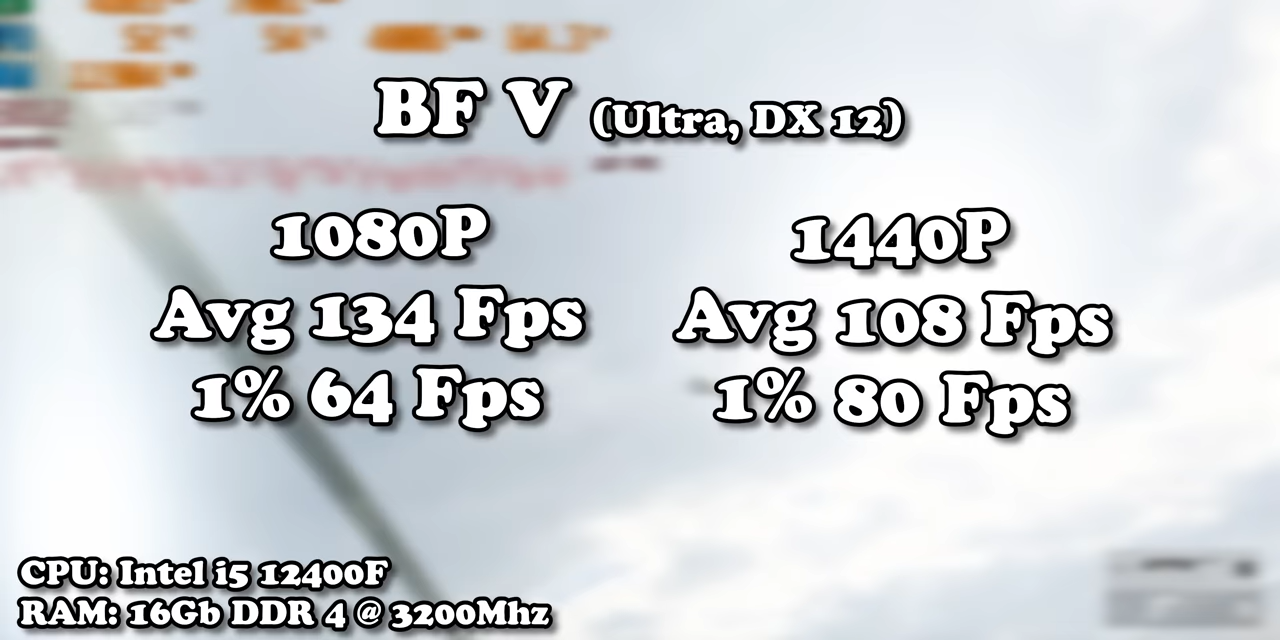 BF V (Ultra, DX 12)
1080P
Avg 134 Fps
1% 64 Fps
1440P
Avg 108 Fps
1% 80 Fps
CPU: Intel i5 12400F
RAM: 16Gb DDR 4 @ 3200Mhz